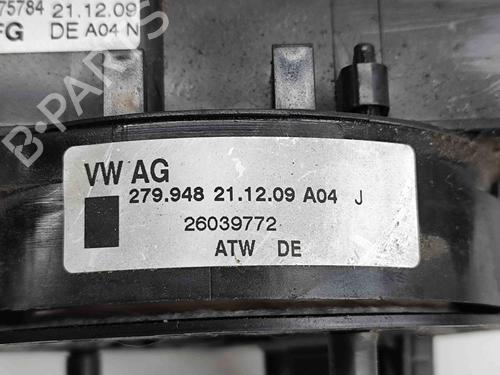 75784 21.12.09
FG DE A04 N
B-PARTS
VW AG
279.948 21.12.09 A04 J
26039772
ATW DE